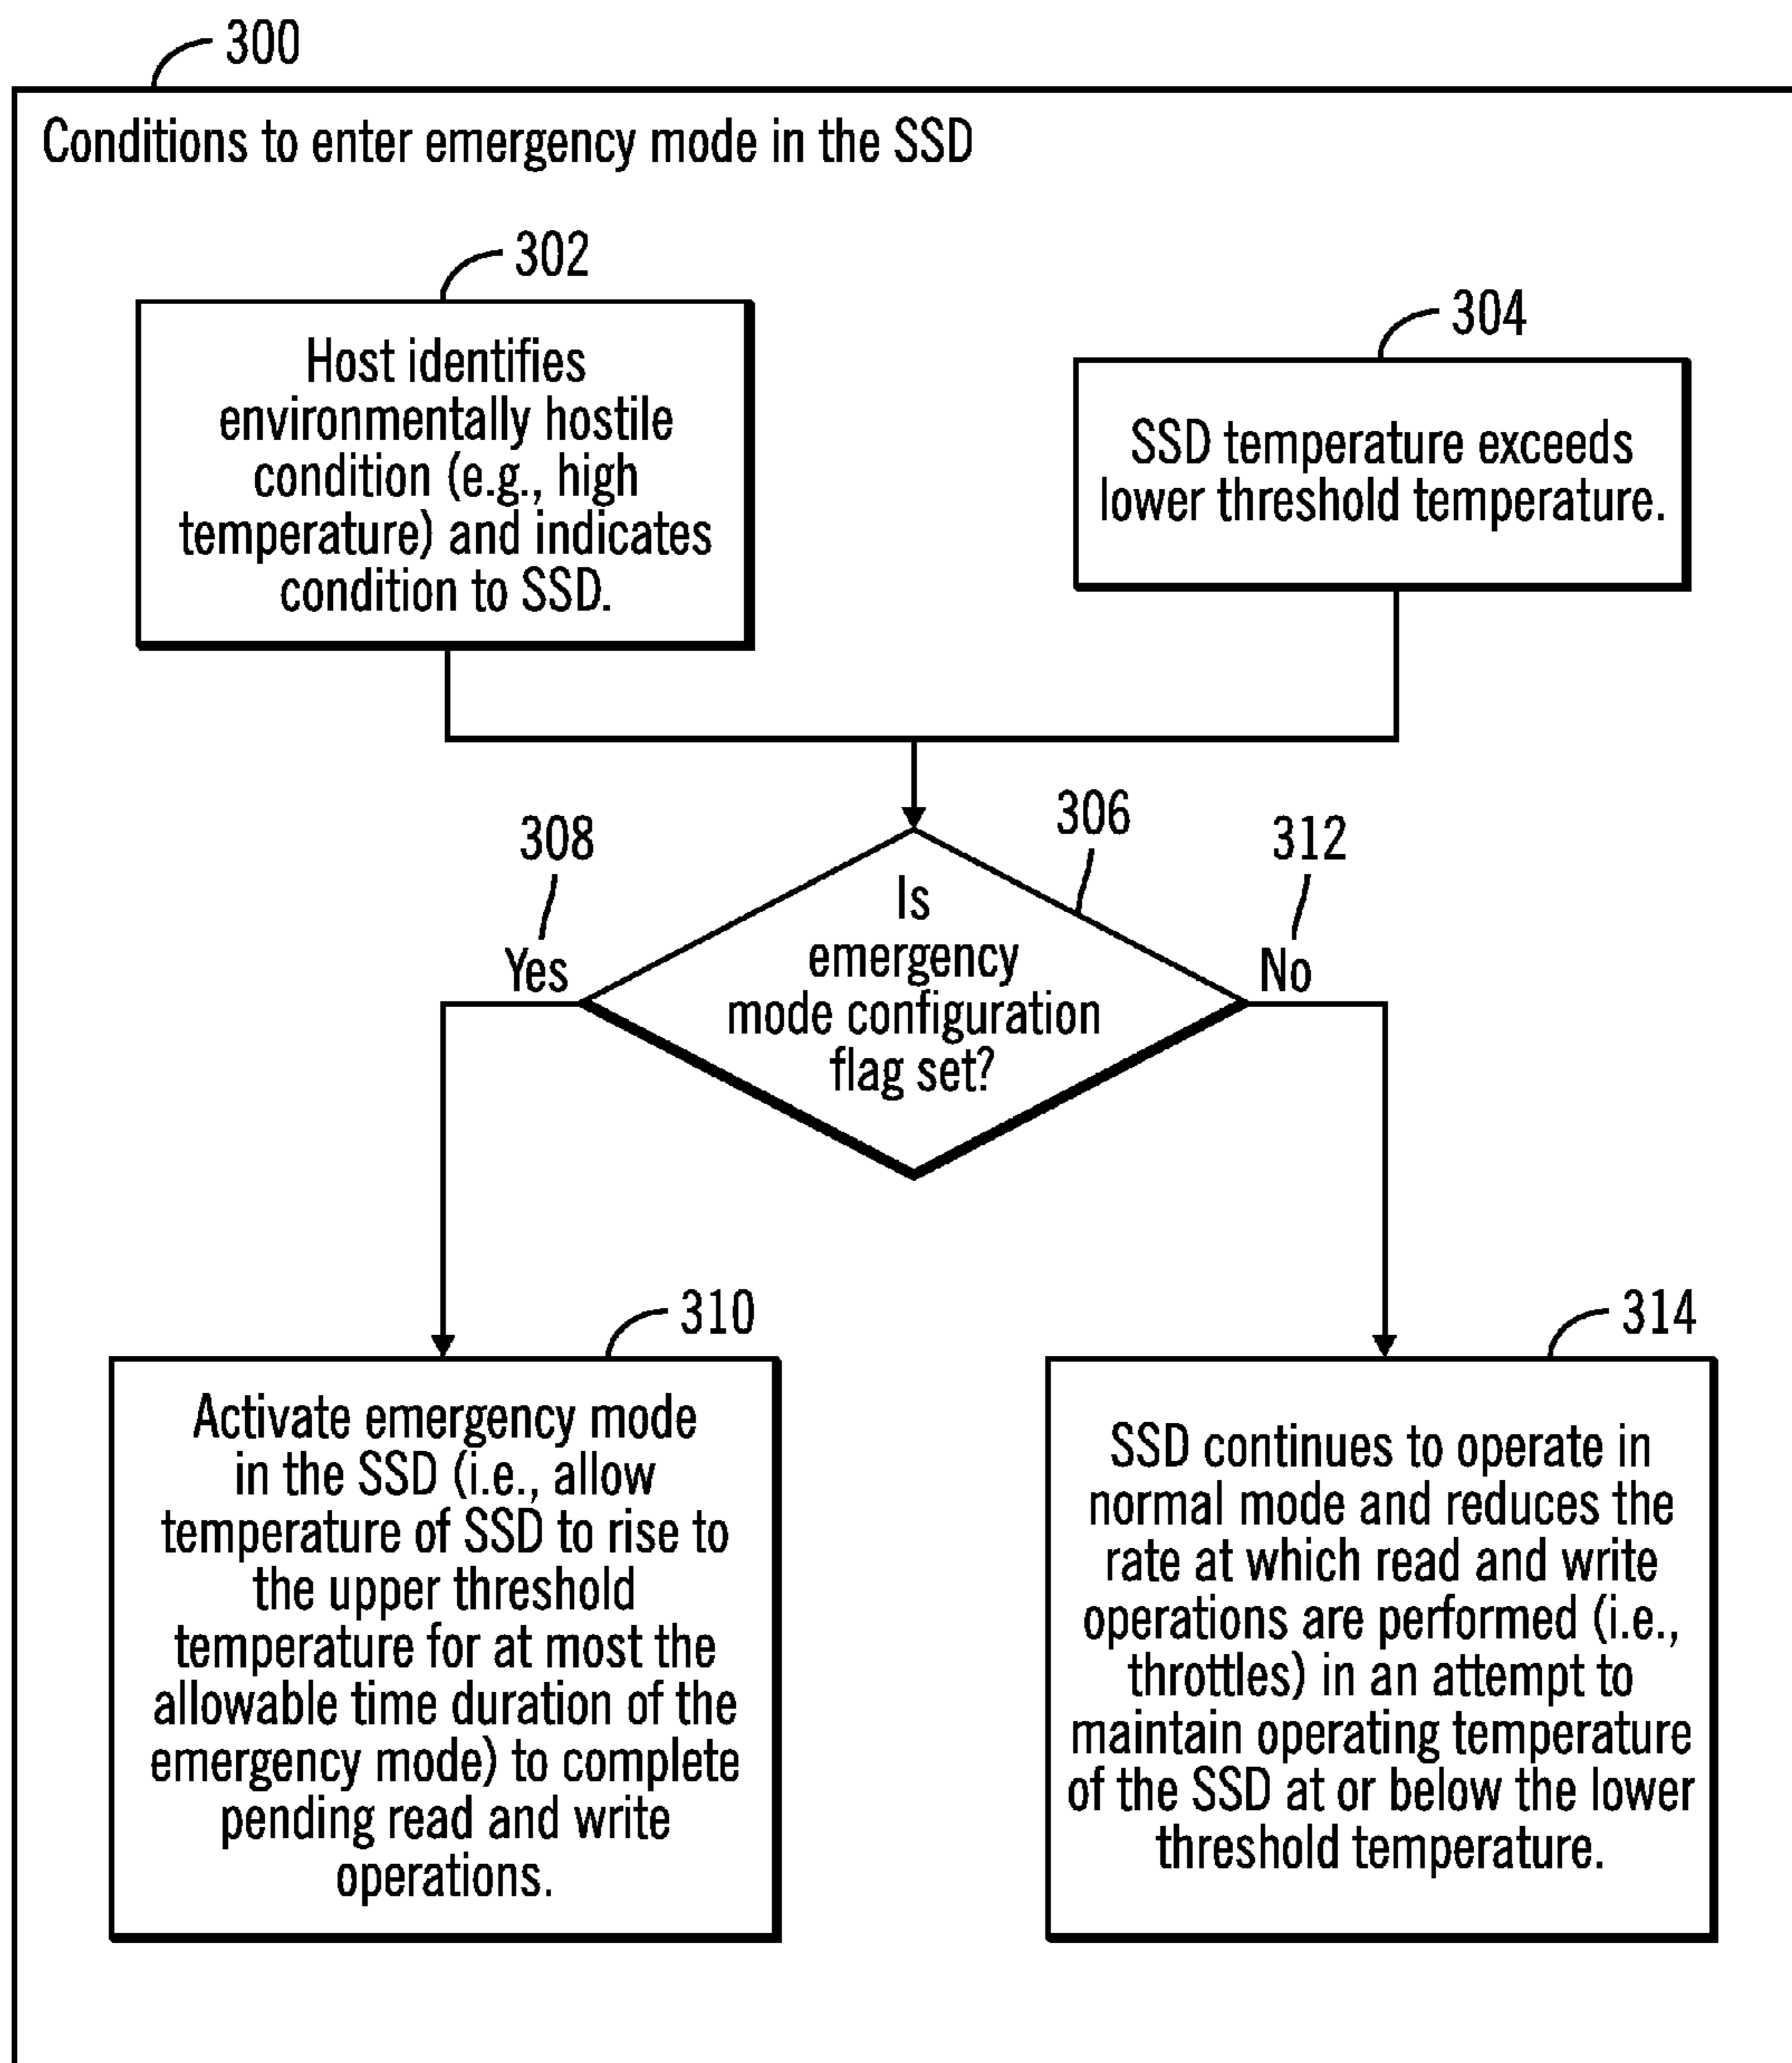 300
Conditions to enter emergency mode in the SSD
302
Host identifies
environmentally hostile
condition (e.g., high
temperature) and indicates
condition to SSD.
304
SSD temperature exceeds
lower threshold temperature.
306
308
312
Is
emergency
mode configuration
flag set?
Yes
No
310
Activate emergency mode
in the SSD (i.e., allow
temperature of SSD to rise to
the upper threshold
temperature for at most the
allowable time duration of the
emergency mode) to complete
pending read and write
operations.
314
SSD continues to operate in
normal mode and reduces the
rate at which read and write
operations are performed (i.e.,
throttles) in an attempt to
maintain operating temperature
of the SSD at or below the lower
threshold temperature.